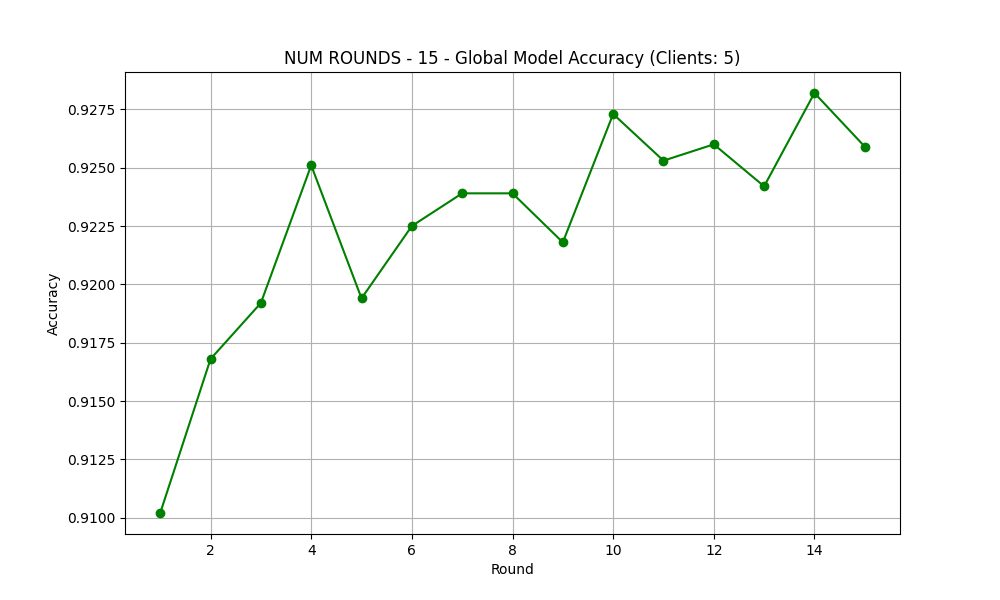 NUM ROUNDS - 15 - Global Model Accuracy (Clients: 5)
0.9275
0.9250
0.9225
0.9200
0.9175
0.9150
0.9125
0.9100
Accuracy
2 4 6 8 10 12 14
Round